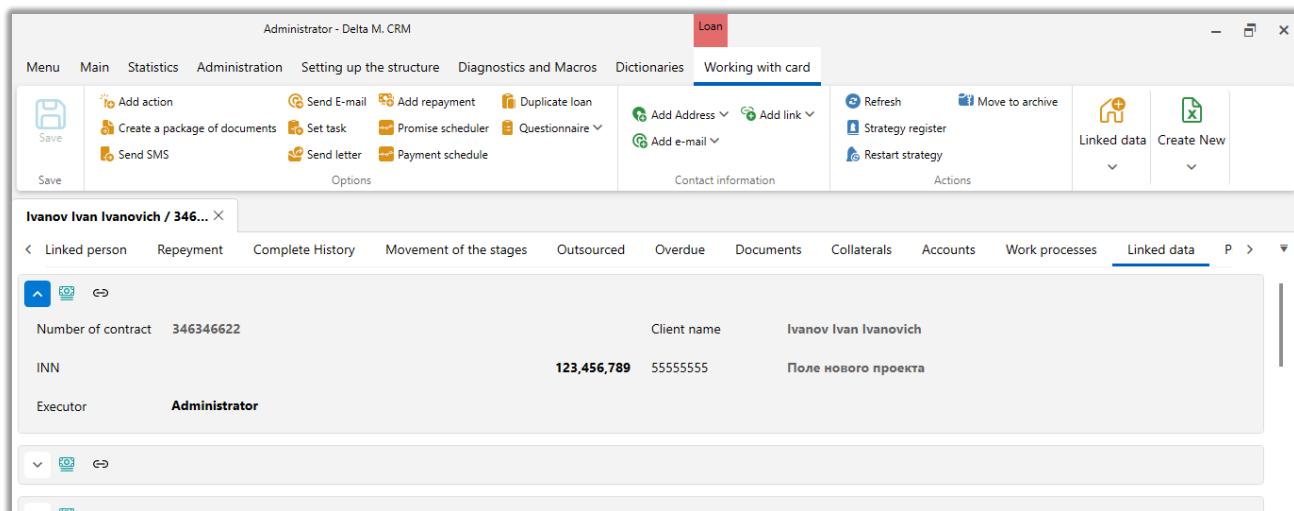 Administrator - Delta M. CRM Loan
Menu Main Statistics Administration Setting up the structure Diagnostics and Macros Dictionaries Working with card
Save
Save
Add action
Create a package of documents
Send SMS
Send E-mail
Set task
Send letter
Add repayment
Promise scheduler
Payment schedule
Duplicate loan
Questionnaire
Options
Add Address
Add link
Add e-mail
Contact information
Refresh
Strategy register
Restart strategy
Move to archive
Actions
Linked data
Create New
Ivanov Ivan Ivanovich / 346...
Linked person Repeyment Complete History Movement of the stages Outsourced Overdue Documents Collaterals Accounts Work processes Linked data P
Number of contract 346346622 Client name Ivanov Ivan Ivanovich
INN 123,456,789 55555555 Поле нового проекта
Executor Administrator